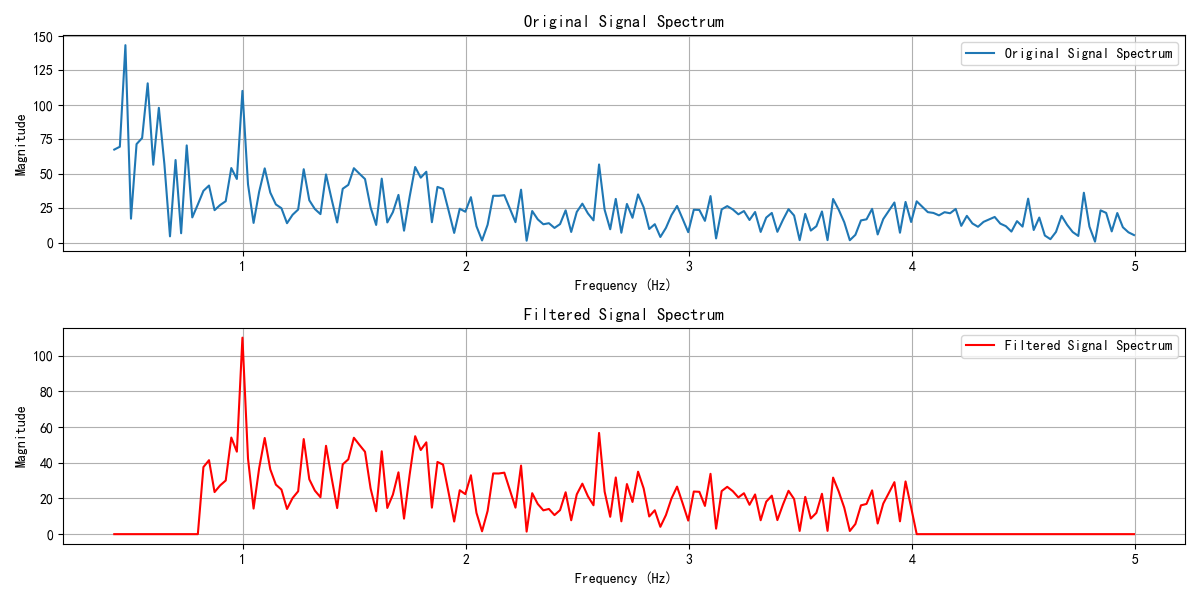 Original Signal Spectrum
150
125
100
75
50
25
0
Magnitude
Original Signal Spectrum
1 2 3 4 5
Frequency (Hz)
Filtered Signal Spectrum
100
80
60
40
20
0
Magnitude
Filtered Signal Spectrum
1 2 3 4 5
Frequency (Hz)